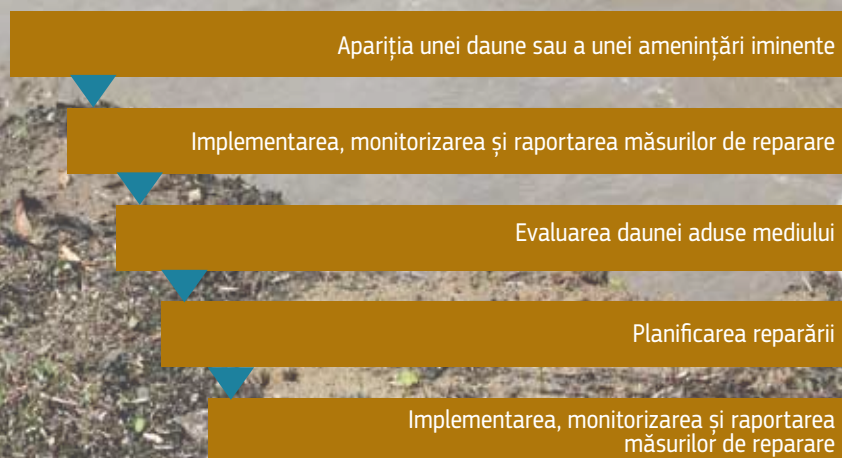 Apariția unei daune sau a unei amenințări iminente
Implementarea, monitorizarea și raportarea măsurilor de reparare
Evaluarea daunei aduse mediului
Planificarea reparării
Implementarea, monitorizarea și raportarea
măsurilor de reparare